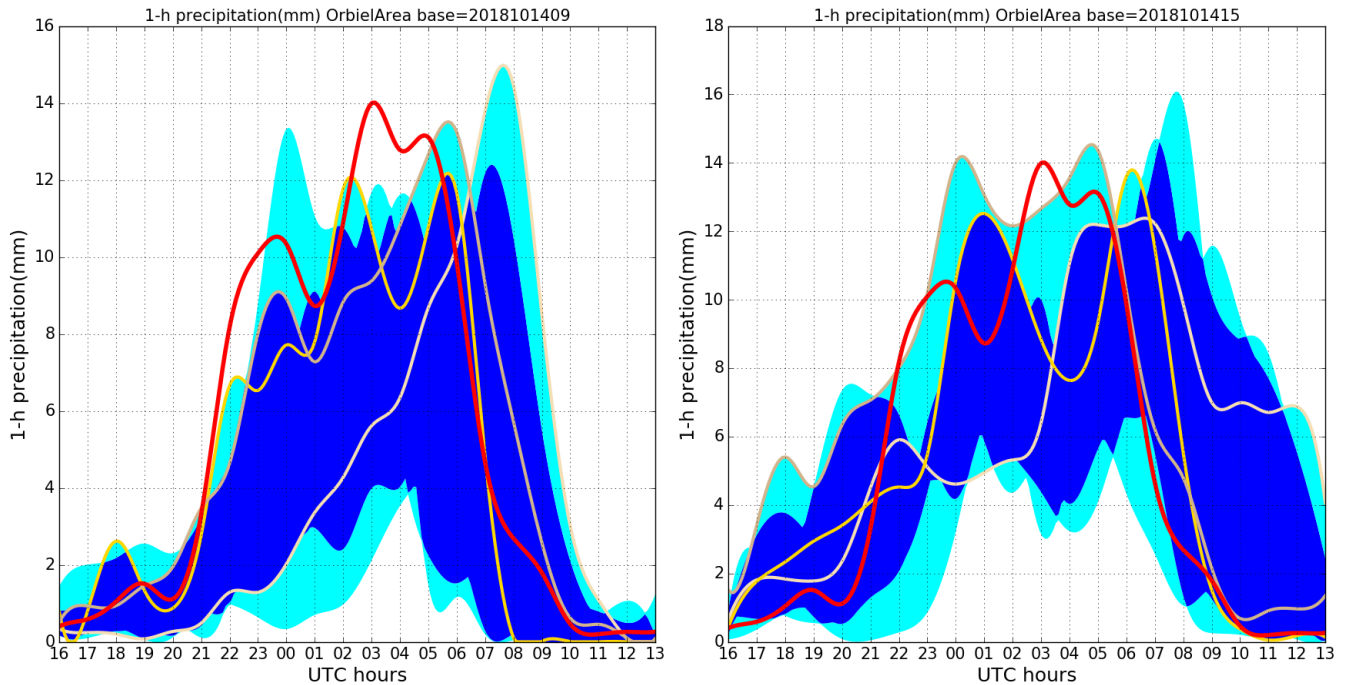 1-h precipitation(mm) OrbielArea base=2018101409
16
14
12
10
8
6
4
2
0
1-h precipitation(mm)
16 17 18 19 20 21 22 23 00 01 02 03 04 05 06 07 08 09 10 11 12 13
UTC hours
1-h precipitation(mm) OrbielArea base=2018101415
18
16
14
12
10
8
6
4
2
0
1-h precipitation(mm)
16 17 18 19 20 21 22 23 00 01 02 03 04 05 06 07 08 09 10 11 12 13
UTC hours